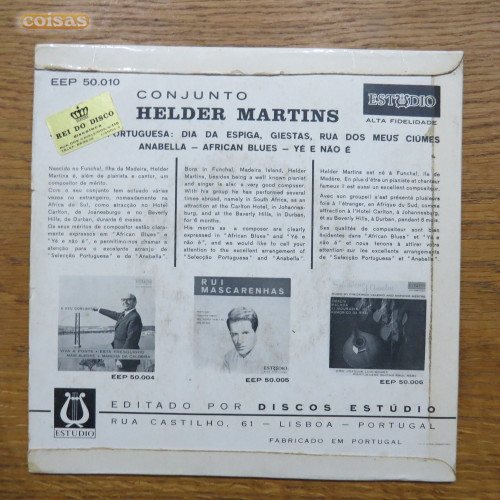 coisas
EEP 50.010
ESTÚDIO
ALTA FIDELIDADE
CONJUNTO
HELDER MARTINS
REI DO DISCO
discoteca
PORTUGUESA: DIA DA ESPIGA, GIESTAS, RUA DOS MEUS CIÚMES
ANABELLA — AFRICAN BLUES — YÉ E NÃO É
Nascido no Funchal, Ilha da Madeira, Helder
Martins é, além de pianista e cantor, um
compositor de mérito.
Com o seu conjunto tem actuado várias
vezes no estrangeiro, nomeadamente na
África do Sul, como atracção no Hotel
Carlton, de Joanesburgo e no Beverly
Hills, de Durban, durante 6 meses.
Os seus méritos de compositor estão clara-
mente expressos em "African Blues" e
"Yé e não é", e permitimo-nos chamar a
atenção para o excelente arranjo de
"Selecção Portuguesa" e de "Anabella".
Born in Funchal, Madeira Island, Helder
Martins, besides being a well known pianist
and singer is also a very good composer.
With his group he has performed several
times abroad, namely in South Africa, as an
attraction at the Carlton Hotel, in Johannes-
burg, and at the Beverly Hills, in Durban,
for 6 months.
His merits as a composer are clearly
expressed in "African Blues" and "Yé e
não é", and we would like to call your
attention to the excellent arrangement
of "Selecção Portuguesa" and "Anabella".
Helder Martins est né à Funchal, à Madère.
En plus d'être un pianiste et chanteur
fameux il est aussi un excellent compositeur.
Avec son groupe il s'est présenté plusieurs
fois à l'étranger, en Afrique du Sud, comme
attraction à l'Hotel Carlton, à Johannesburg,
et au Beverly Hills, à Durban, pendant 6 mois.
Ses qualités de compositeur sont bien
évidentes dans "African Blues" et "Yé e
não é" et nous tenons à attirer votre
attention sur les excellents arrangements
de "Selecção Portuguesa" et "Anabella".
RUI
MASCARENHAS
ESTÚDIO
EEP 50.004
EEP 50.005
EEP 50.006
ESTÚDIO
EDITADO POR DISCOS ESTÚDIO
RUA CASTILHO, 61 — LISBOA — PORTUGAL
FABRICADO EM PORTUGAL